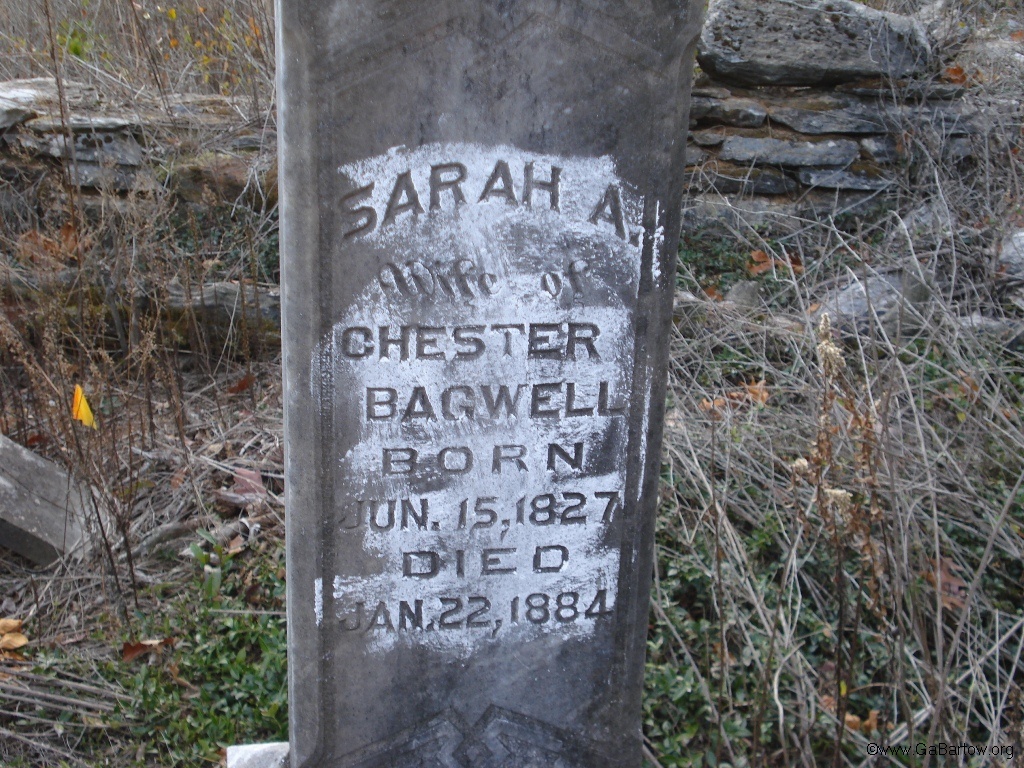 SARAH A.
Wife of
CHESTER
BAGWELL
BORN
JUN. 15, 1827
DIED
JAN. 22, 1884
©www.GaBartow.org